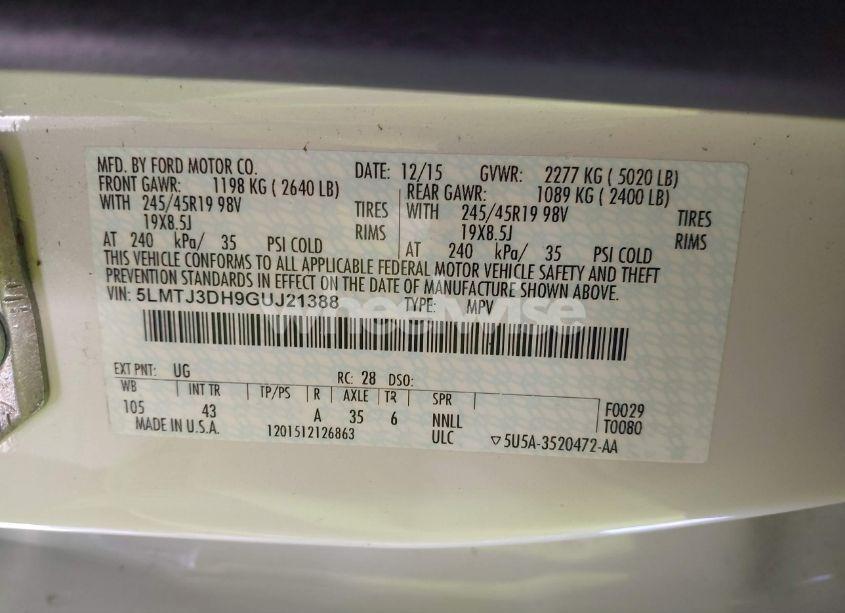 MFD. BY FORD MOTOR CO. DATE: 12/15 GVWR: 2277 KG ( 5020 LB)
FRONT GAWR: 1198 KG ( 2640 LB) REAR GAWR: 1089 KG ( 2400 LB)
WITH 245/45R19 98V TIRES WITH 245/45R19 98V TIRES
19X8.5J RIMS 19X8.5J RIMS
AT 240 kPa/ 35 PSI COLD AT 240 kPa/ 35 PSI COLD
THIS VEHICLE CONFORMS TO ALL APPLICABLE FEDERAL MOTOR VEHICLE SAFETY AND THEFT
PREVENTION STANDARDS IN EFFECT ON THE DATE OF MANUFACTURE SHOWN ABOVE.
VIN: 5LMTJ3DH9GUJ21388 TYPE: MPV
wheelwise
EXT PNT: UG RC: 28 DSO:
WB INT TR TP/PS R AXLE TR SPR
105 43 A 35 6 NNLL F0029
MADE IN U.S.A. 1201512126863 ULC T0080
▽5U5A-3520472-AA